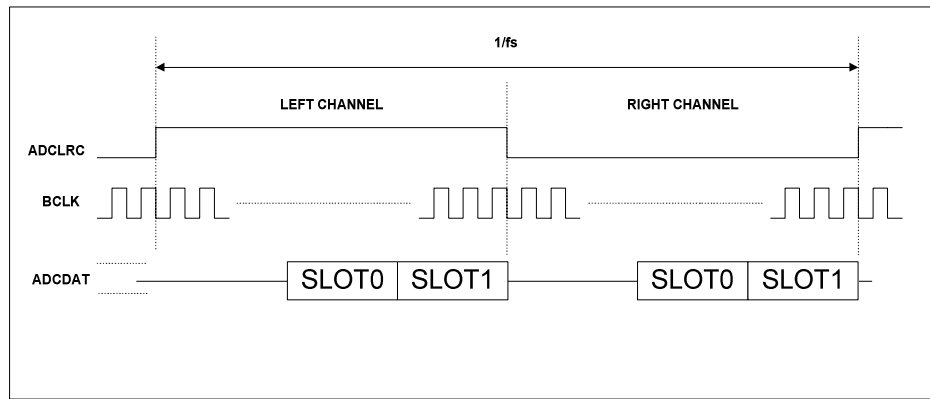 1/fs
LEFT CHANNEL RIGHT CHANNEL
ADCLRC
BCLK
ADCDAT SLOT0 SLOT1 SLOT0 SLOT1